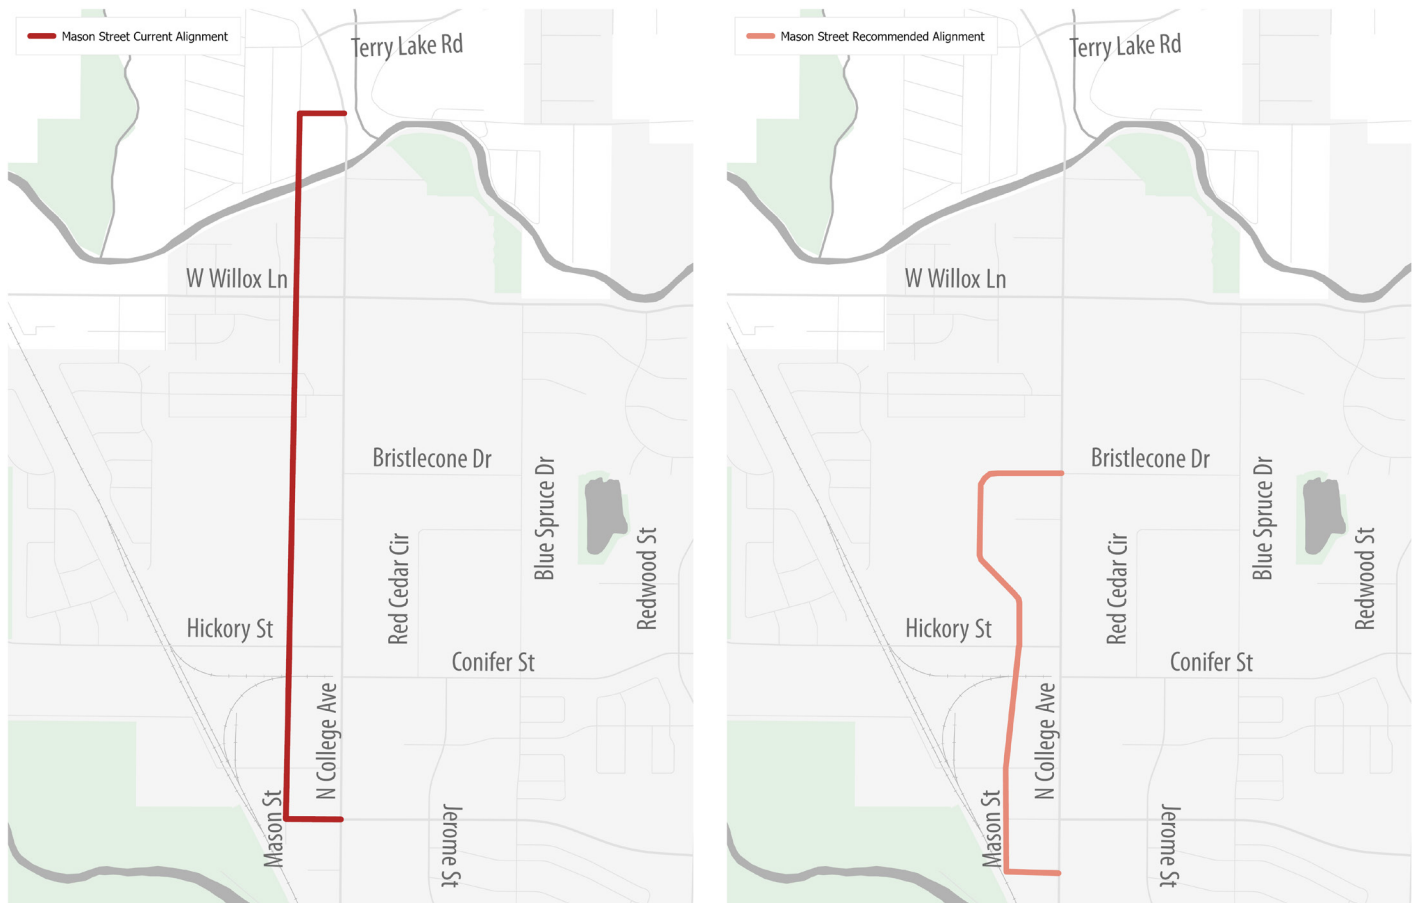 Mason Street Current Alignment
Terry Lake Rd
W Willox Ln
Bristlecone Dr
Blue Spruce Dr
Red Cedar Cir
Redwood St
Hickory St
Conifer St
N College Ave
Mason St
Jerome St
Mason Street Recommended Alignment
Terry Lake Rd
W Willox Ln
Bristlecone Dr
Blue Spruce Dr
Red Cedar Cir
Redwood St
Hickory St
Conifer St
N College Ave
Mason St
Jerome St